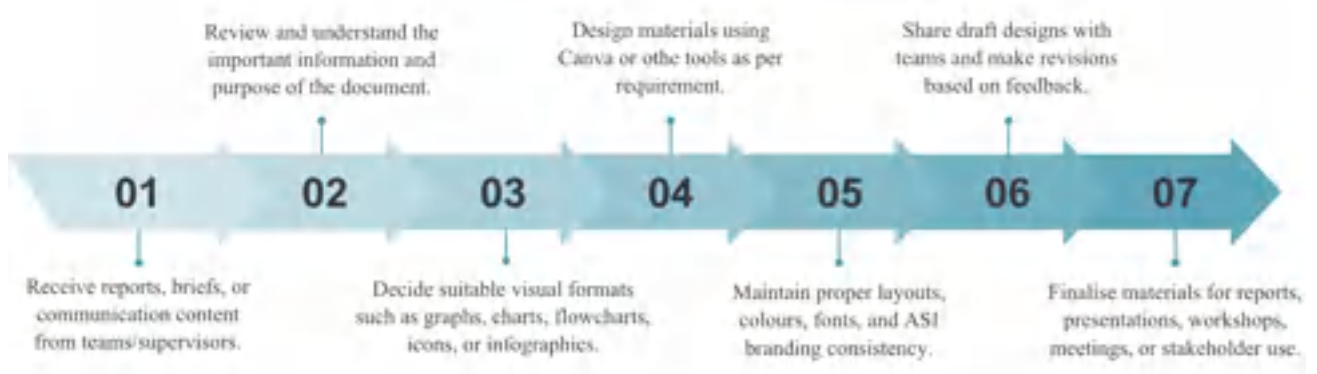 01
Receive reports, briefs, or
communication content
from teams/supervisors.
02
Review and understand the
important information and
purpose of the document.
03
Decide suitable visual formats
such as graphs, charts, flowcharts,
icons, or infographics.
04
Design materials using
Canva or othe tools as per
requirement.
05
Maintain proper layouts,
colours, fonts, and ASI
branding consistency.
06
Share draft designs with
teams and make revisions
based on feedback.
07
Finalise materials for reports,
presentations, workshops,
meetings, or stakeholder use.